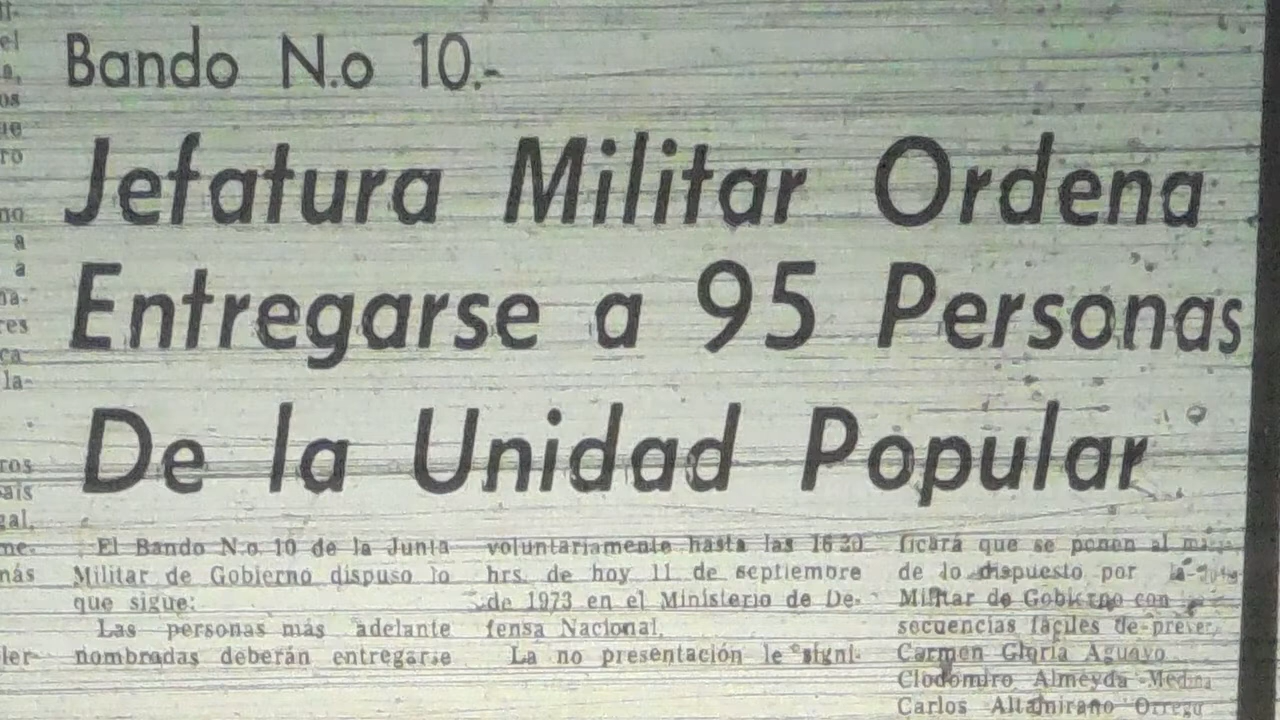 Bando N.o 10.-
Jefatura Militar Ordena
Entregarse a 95 Personas
De la Unidad Popular
El Bando N.o 10 de la Junta
Militar de Gobierno dispuso lo
que sigue:
Las personas más adelante
nombradas deberán entregarse
voluntariamente hasta las 16.30
hrs. de hoy 11 de septiembre
de 1973 en el Ministerio de De-
fensa Nacional.
La no presentación le signi-
ficará que se ponen al
de lo dispuesto por
Militar de Gobierno con
secuencias fáciles de prever.
Carmen Gloria Aguayo
Clodomiro Almeyda Medina
Carlos Altamirano Orrego